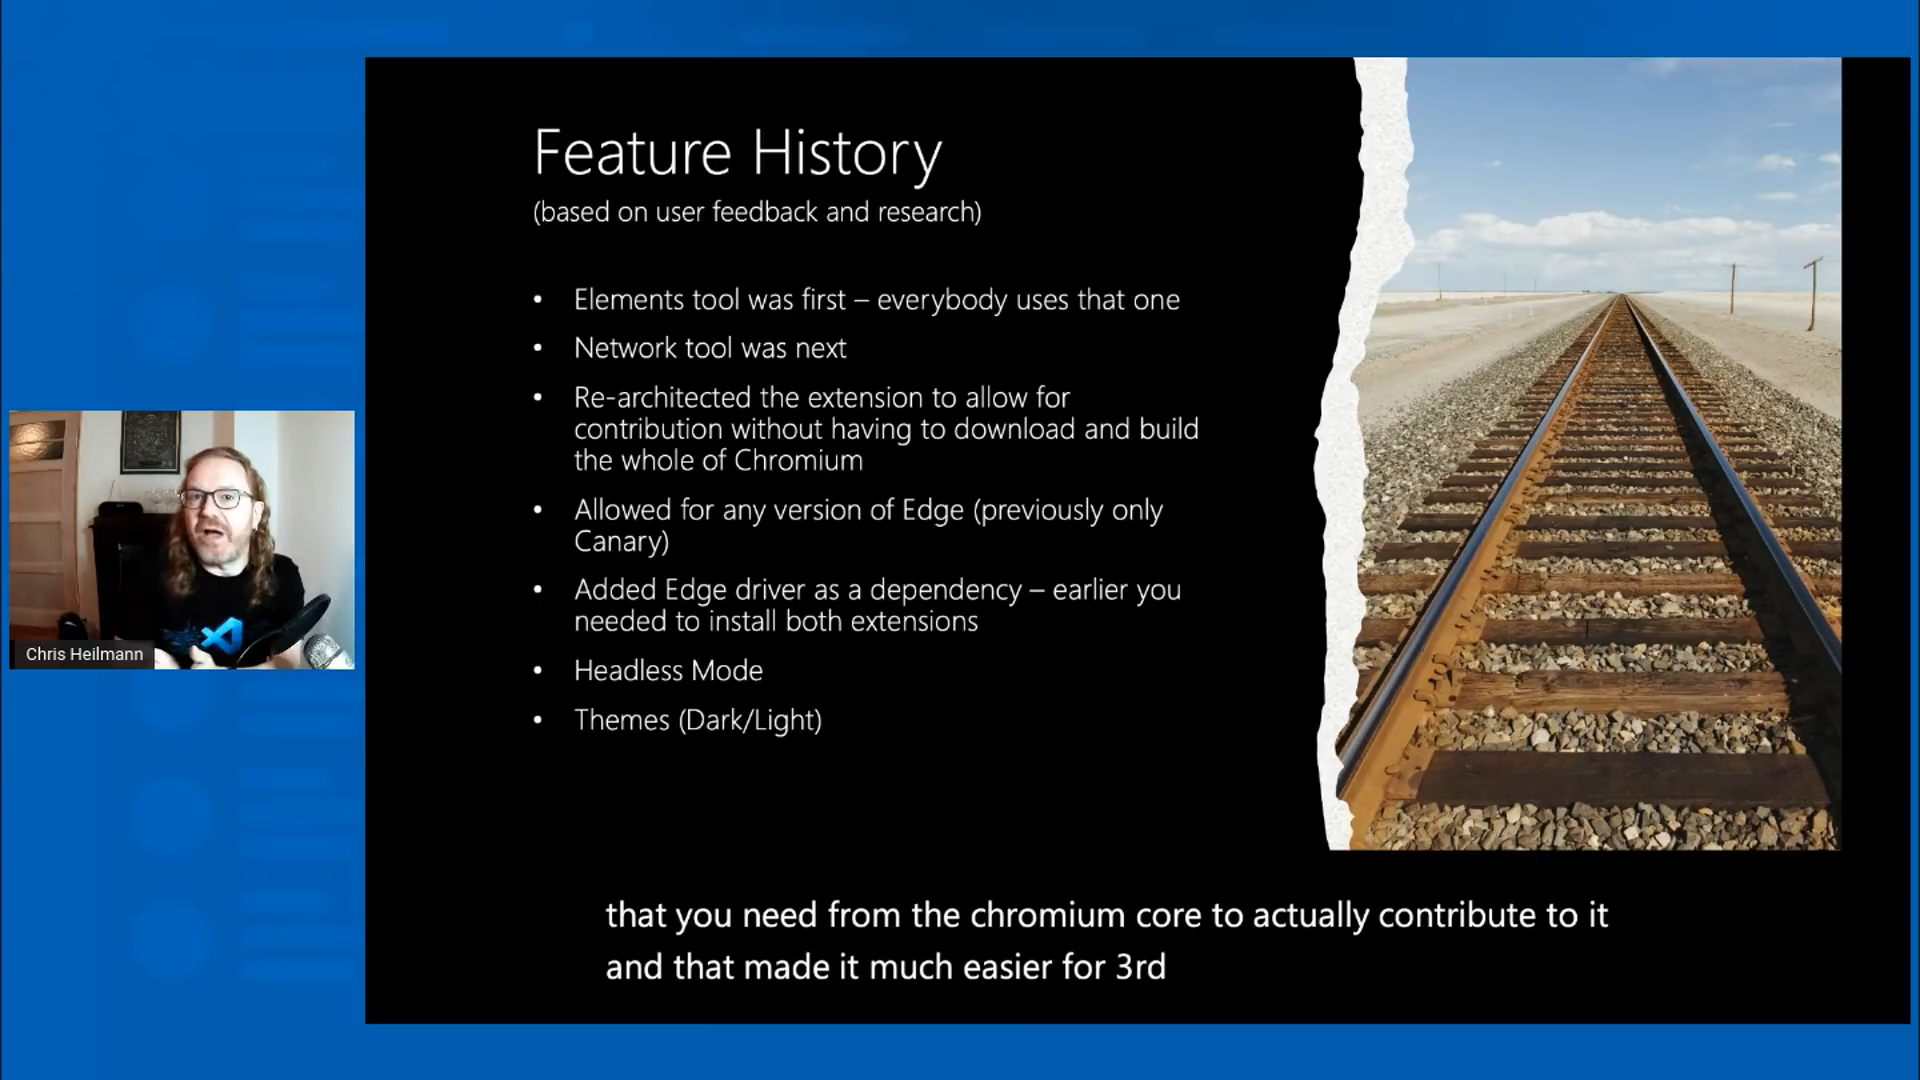 Feature History
(based on user feedback and research)
• Elements tool was first – everybody uses that one
• Network tool was next
• Re-architected the extension to allow for
contribution without having to download and build
the whole of Chromium
• Allowed for any version of Edge (previously only
Canary)
• Added Edge driver as a dependency – earlier you
needed to install both extensions
• Headless Mode
• Themes (Dark/Light)
Chris Heilmann
that you need from the chromium core to actually contribute to it
and that made it much easier for 3rd